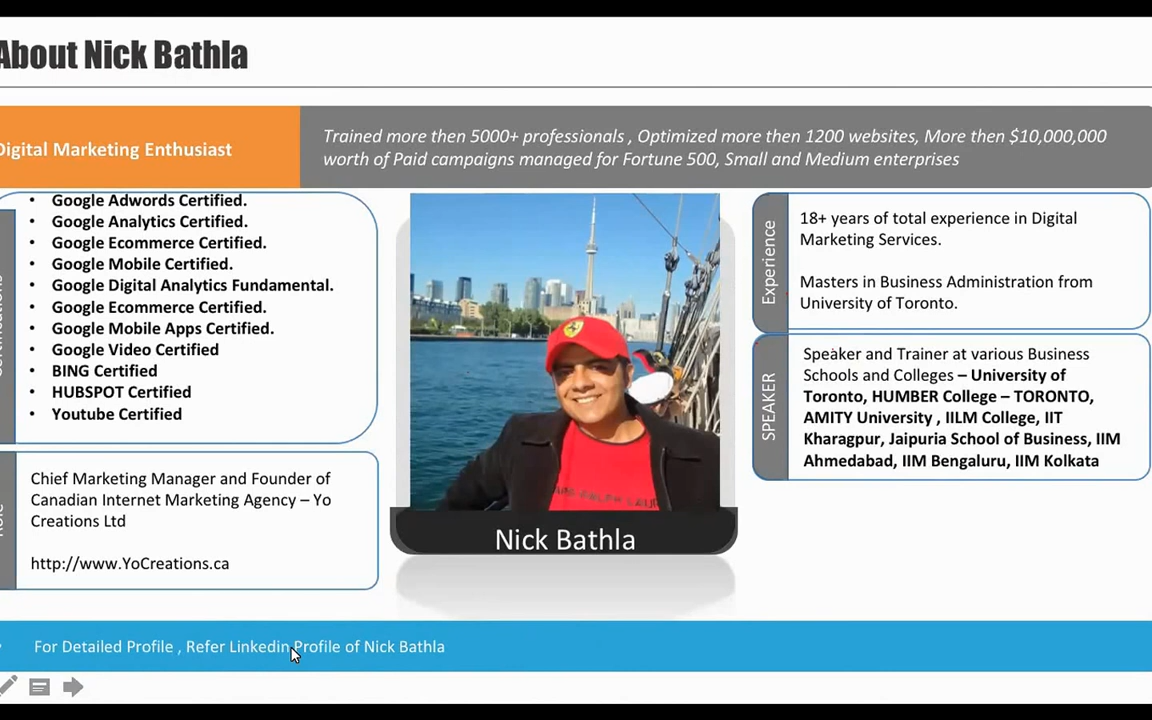 About Nick Bathla
Digital Marketing Enthusiast
Trained more then 5000+ professionals , Optimized more then 1200 websites, More then $10,000,000
worth of Paid campaigns managed for Fortune 500, Small and Medium enterprises
• Google Adwords Certified.
• Google Analytics Certified.
• Google Ecommerce Certified.
• Google Mobile Certified.
• Google Digital Analytics Fundamental.
• Google Ecommerce Certified.
• Google Mobile Apps Certified.
• Google Video Certified
• BING Certified
• HUBSPOT Certified
• Youtube Certified
Chief Marketing Manager and Founder of
Canadian Internet Marketing Agency – Yo
Creations Ltd
http://www.YoCreations.ca
Nick Bathla
Experience
18+ years of total experience in Digital
Marketing Services.
Masters in Business Administration from
University of Toronto.
SPEAKER
Speaker and Trainer at various Business
Schools and Colleges – University of
Toronto, HUMBER College – TORONTO,
AMITY University , IILM College, IIT
Kharagpur, Jaipuria School of Business, IIM
Ahmedabad, IIM Bengaluru, IIM Kolkata
For Detailed Profile , Refer Linkedin Profile of Nick Bathla